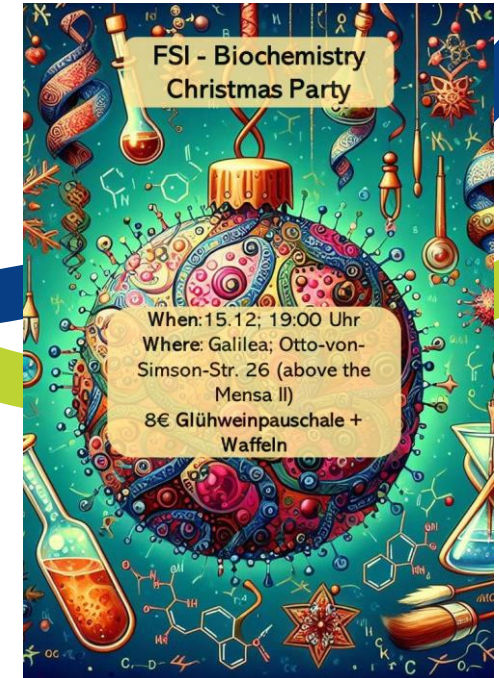 FSI - Biochemistry
Christmas Party
When:15.12; 19:00 Uhr
Where: Galilea; Otto-von-
Simson-Str. 26 (above the
Mensa II)
8€ Glühweinpauschale +
Waffeln